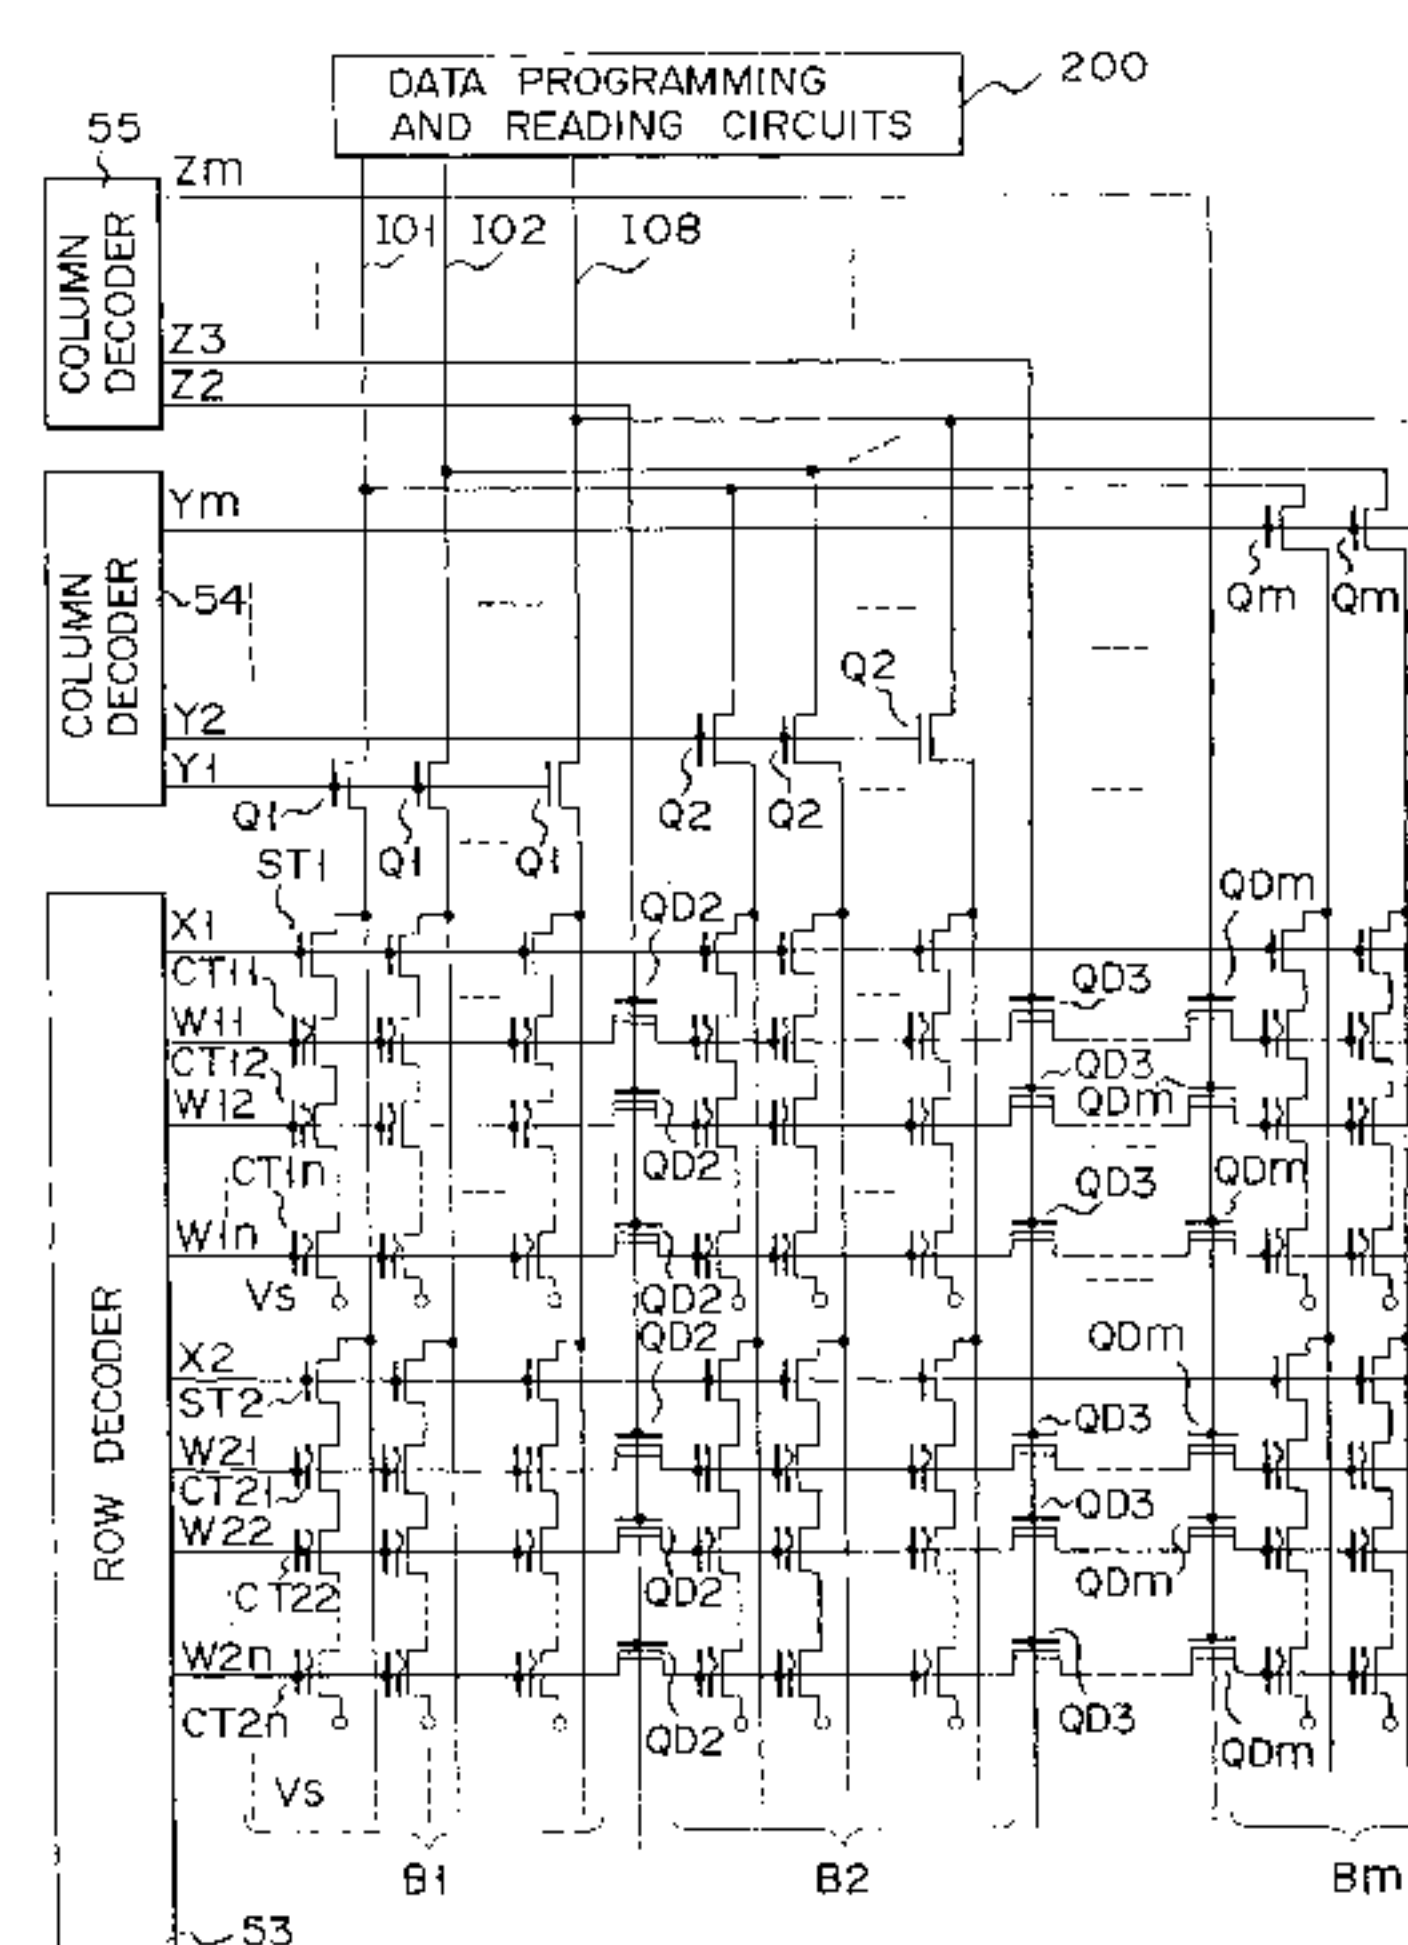 DATA PROGRAMMING
AND READING CIRCUITS
200
55
Zm
IO1 IO2 IO8
COLUMN
DECODER
Z3
Z2
Ym
Qm Qm
COLUMN
DECODER
54
Q2
Y2
Y1
Q1 Q1 Q1
Q2 Q2
ST1
QD2
QDm
X1
CT11
QD3
W11
CT12
QD3
W12
QDm
QD2
CT1n
QD3
QDm
W1n
Vs
QD2
QD2
QDm
X2
ST2
QD3
W21
CT21
QD3
W22
CT22
QD2
QDm
W2n
CT2n
QD2
QD3
QDm
Vs
ROW DECODER
B1 B2 Bm
53